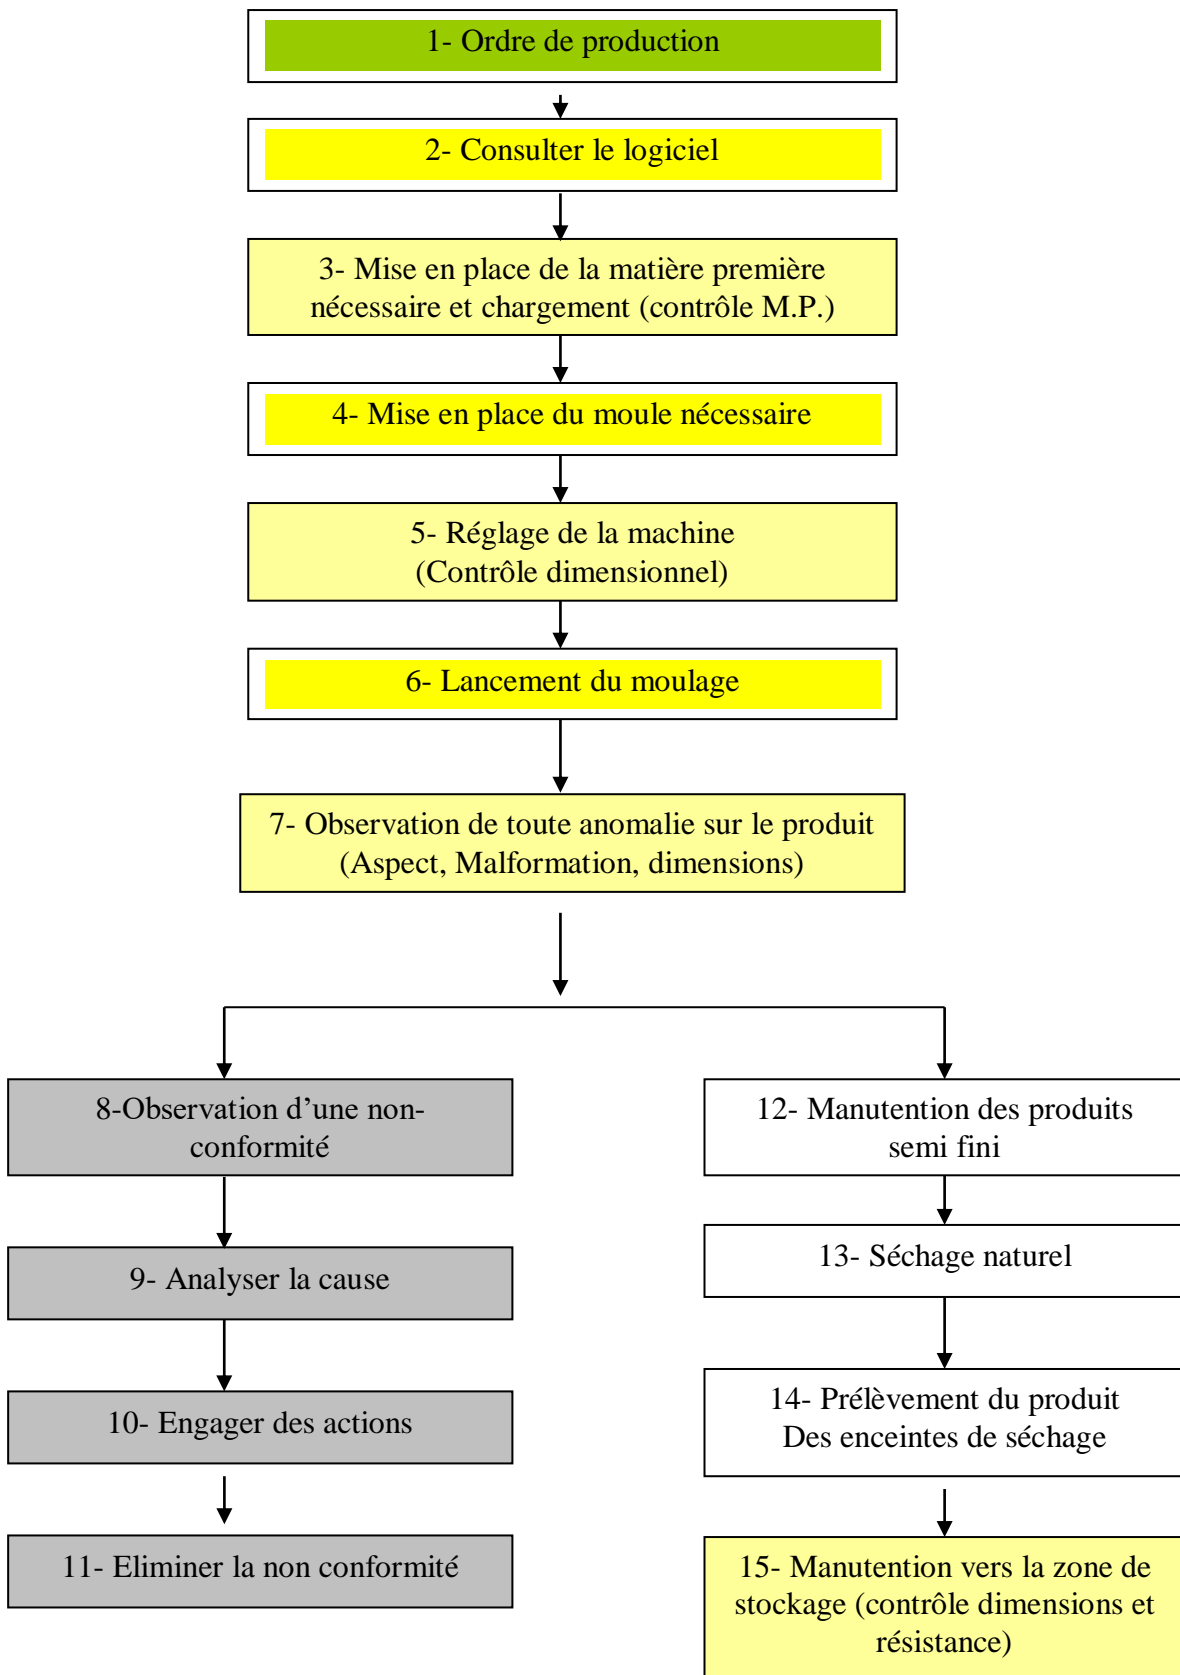 1- Ordre de production
2- Consulter le logiciel
3- Mise en place de la matière première
nécessaire et chargement (contrôle M.P.)
4- Mise en place du moule nécessaire
5- Réglage de la machine
(Contrôle dimensionnel)
6- Lancement du moulage
7- Observation de toute anomalie sur le produit
(Aspect, Malformation, dimensions)
8-Observation d’une non-
conformité
9- Analyser la cause
10- Engager des actions
11- Eliminer la non conformité
12- Manutention des produits
semi fini
13- Séchage naturel
14- Prélèvement du produit
Des enceintes de séchage
15- Manutention vers la zone de
stockage (contrôle dimensions et
résistance)